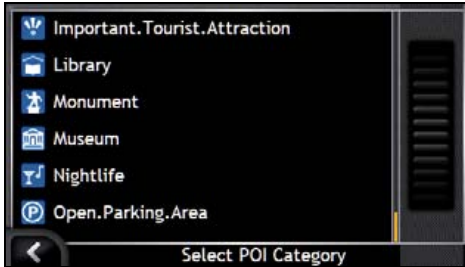 Important.Tourist.Attraction
Library
Monument
Museum
Nightlife
P Open.Parking.Area
Select POI Category